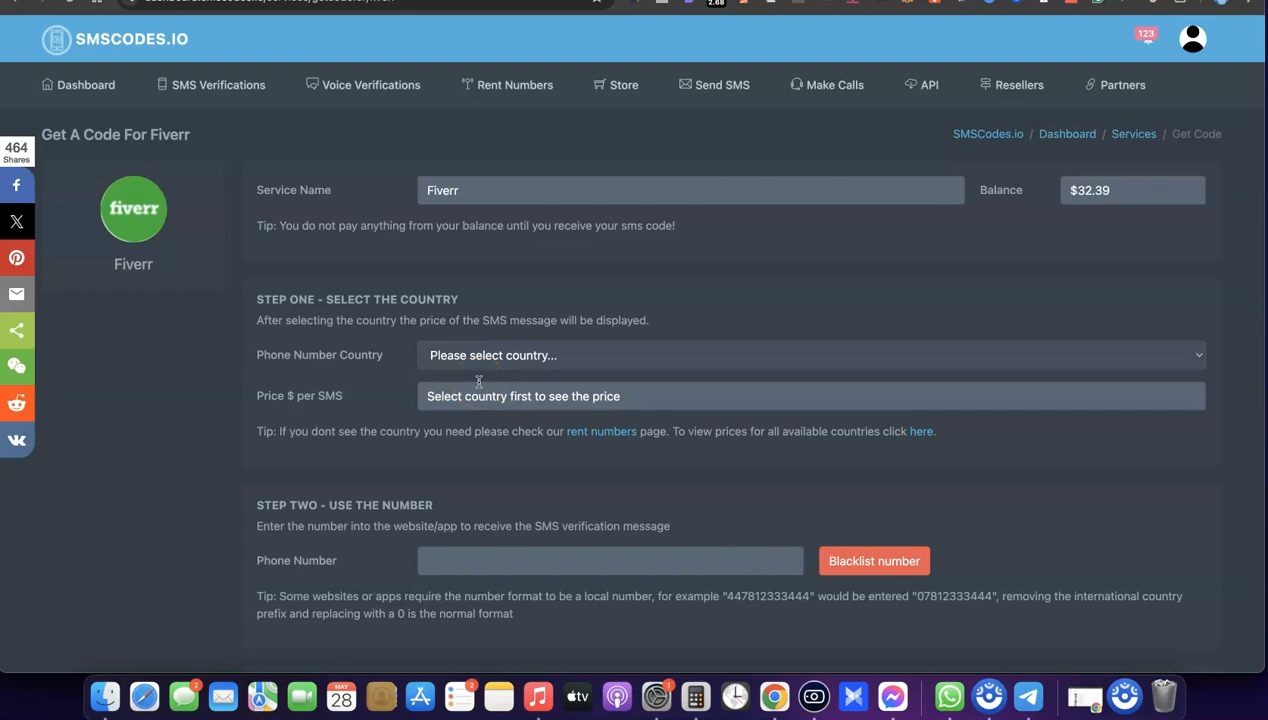 2.68
SMSCODES.IO
123
Dashboard SMS Verifications Voice Verifications Rent Numbers Store Send SMS Make Calls API Resellers Partners
Get A Code For Fiverr
SMSCodes.io / Dashboard / Services / Get Code
464
Shares
fiverr
Fiverr
Service Name Fiverr Balance $32.39
Tip: You do not pay anything from your balance until you receive your sms code!
STEP ONE - SELECT THE COUNTRY
After selecting the country the price of the SMS message will be displayed.
Phone Number Country Please select country...
Price $ per SMS Select country first to see the price
Tip: If you dont see the country you need please check our rent numbers page. To view prices for all available countries click here.
STEP TWO - USE THE NUMBER
Enter the number into the website/app to receive the SMS verification message
Phone Number Blacklist number
Tip: Some websites or apps require the number format to be a local number, for example "447812333444" would be entered "07812333444", removing the international country
prefix and replacing with a 0 is the normal format
2
MAY
28
tv
2
1